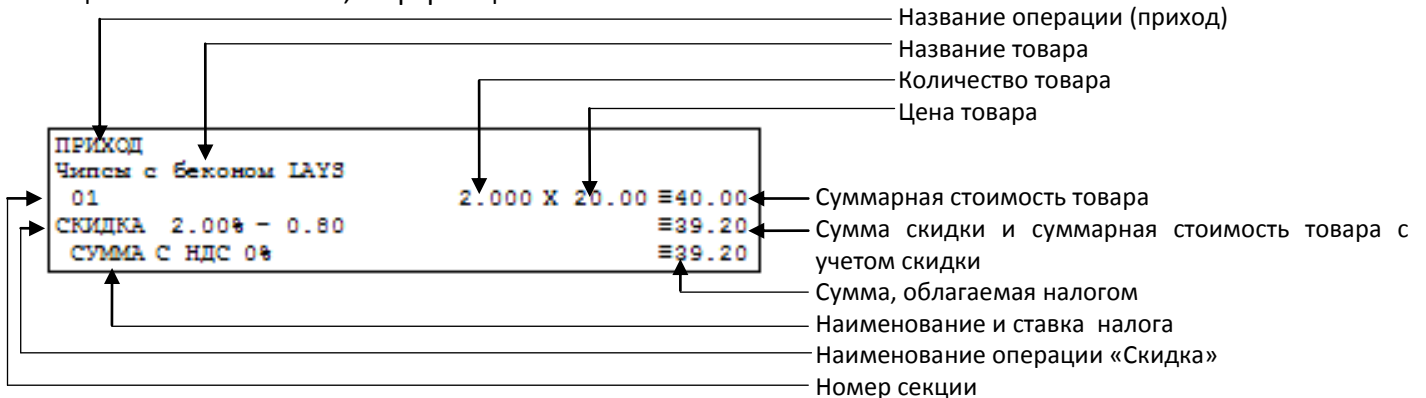 Название операции (приход)
Название товара
Количество товара
Цена товара
ПРИХОД
Чипсы с беконом LAYS
01 2.000 X 20.00 ≡40.00
СКИДКА 2.00% - 0.80 ≡39.20
СУММА С НДС 0% ≡39.20
Суммарная стоимость товара
Сумма скидки и суммарная стоимость товара с
учетом скидки
Сумма, облагаемая налогом
Наименование и ставка налога
Наименование операции «Скидка»
Номер секции